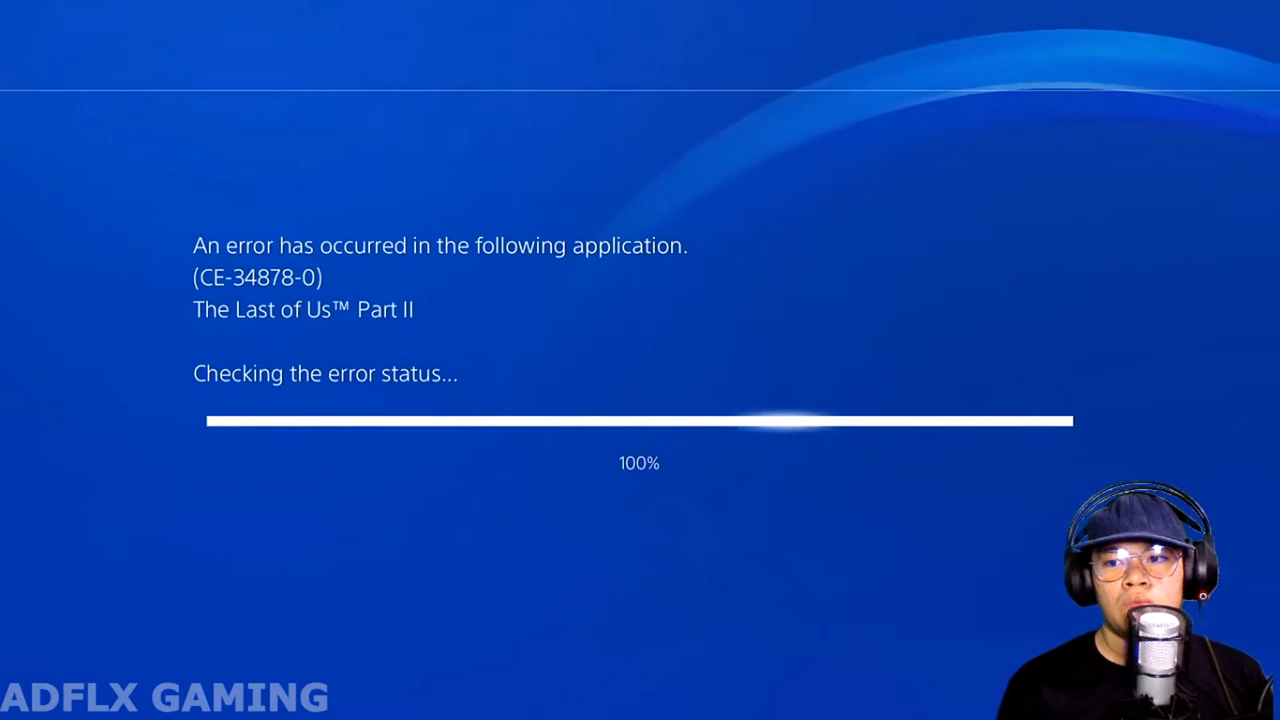 An error has occurred in the following application.
(CE-34878-0)
The Last of Us™ Part II
Checking the error status...
100%
ADFLX GAMING